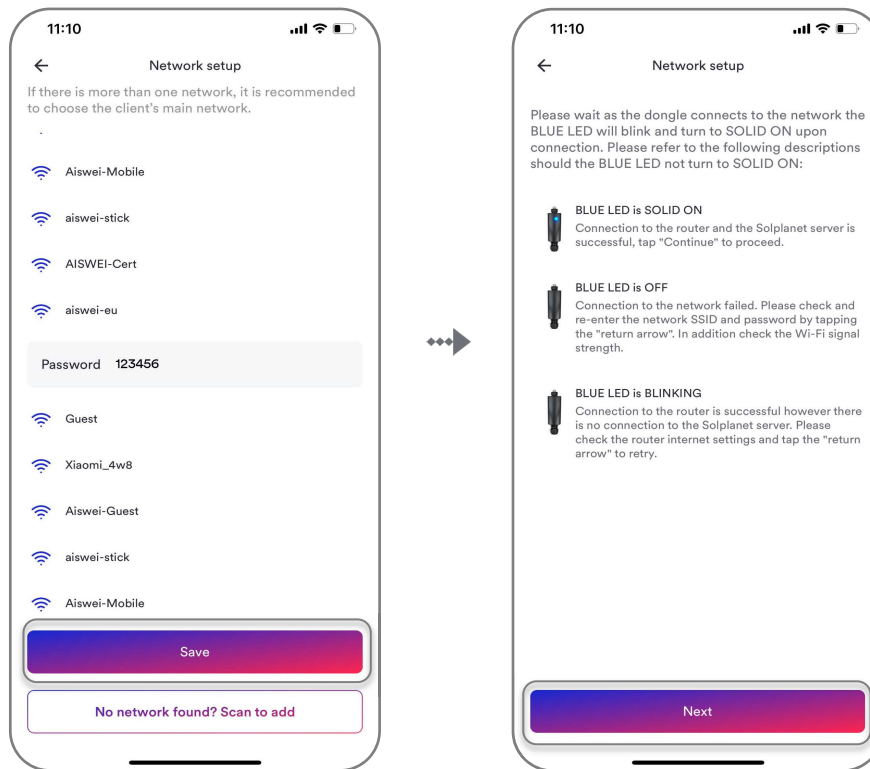 11:10
Network setup
If there is more than one network, it is recommended
to choose the client's main network.
Aiswei-Mobile
aiswei-stick
AISWEI-Cert
aiswei-eu
Password 123456
Guest
Xiaomi_4w8
Aiswei-Guest
aiswei-stick
Aiswei-Mobile
Save
No network found? Scan to add
11:10
Network setup
Please wait as the dongle connects to the network the
BLUE LED will blink and turn to SOLID ON upon
connection. Please refer to the following descriptions
should the BLUE LED not turn to SOLID ON:
BLUE LED is SOLID ON
Connection to the router and the Solplanet server is
successful, tap "Continue" to proceed.
BLUE LED is OFF
Connection to the network failed. Please check and
re-enter the network SSID and password by tapping
the "return arrow". In addition check the Wi-Fi signal
strength.
BLUE LED is BLINKING
Connection to the router is successful however there
is no connection to the Solplanet server. Please
check the router internet settings and tap the "return
arrow" to retry.
Next